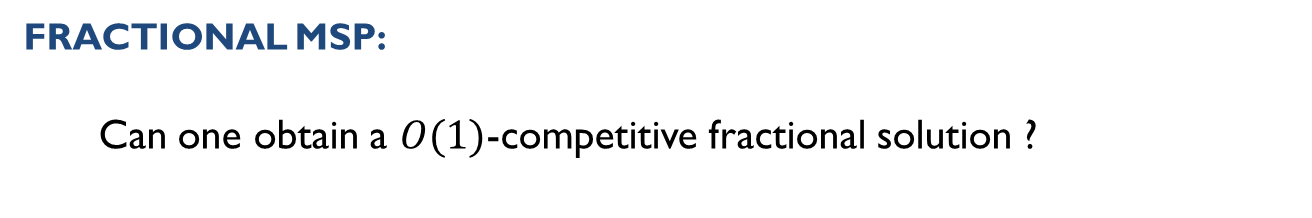 FRACTIONAL MSP:
Can one obtain a O(1)-competitive fractional solution ?